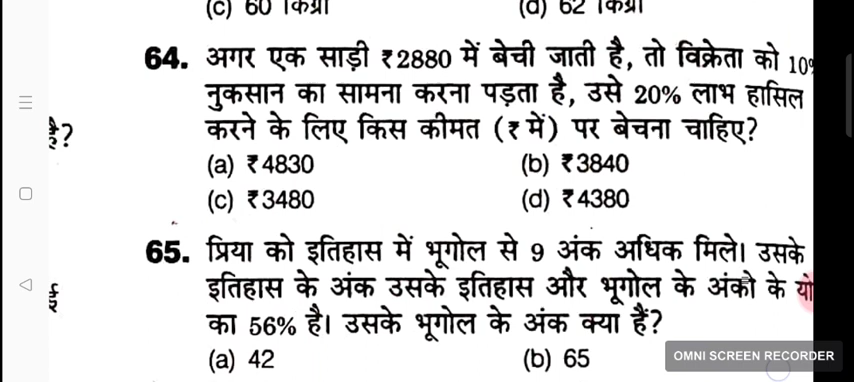 (c) 60 किग्रा (d) 62 किग्रा
64. अगर एक साड़ी ₹2880 में बेची जाती है, तो विक्रेता को 10%
नुकसान का सामना करना पड़ता है, उसे 20% लाभ हासिल
है? करने के लिए किस कीमत (₹ में) पर बेचना चाहिए?
(a) ₹4830 (b) ₹3840
(c) ₹3480 (d) ₹4380
65. प्रिया को इतिहास में भूगोल से 9 अंक अधिक मिले। उसके
इतिहास के अंक उसके इतिहास और भूगोल के अंको के यो
का 56% है। उसके भूगोल के अंक क्या हैं?
(a) 42 (b) 65
OMNI SCREEN RECORDER